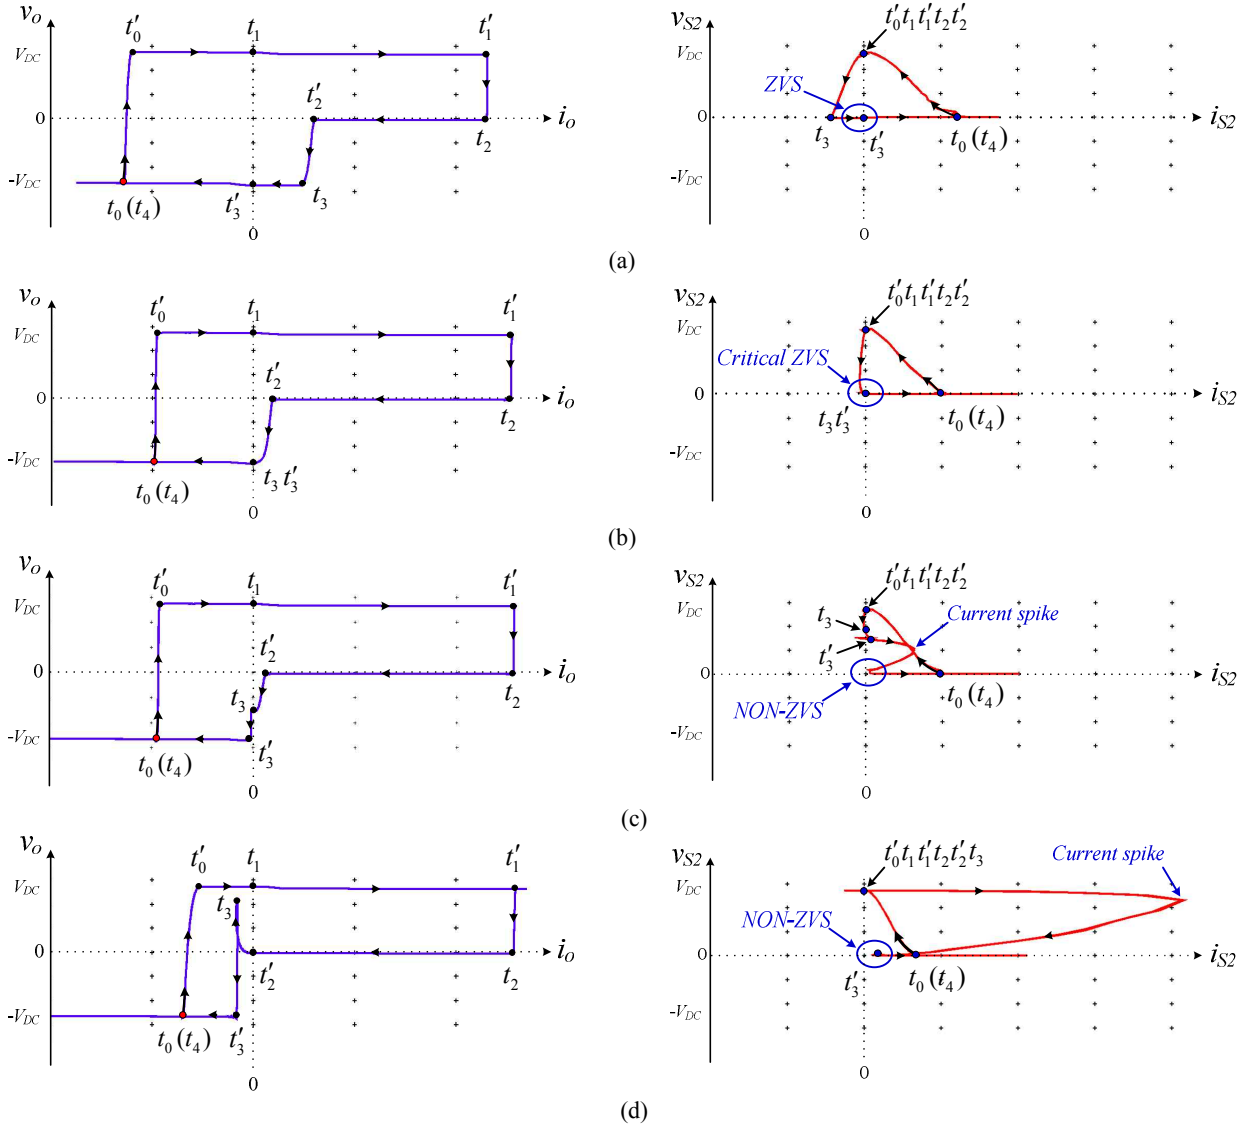 v_o
t'_0
t_1
t'_1
V_DC
t'_2
0
i_o
t_2
-V_DC
t_0 (t_4)
t'_3
t_3
0
v_S2
t'_0 t_1 t'_1 t_2 t'_2
V_DC
ZVS
0
i_S2
t_3
t'_3
t_0 (t_4)
-V_DC
0
(a)
v_o
t'_0
t_1
t'_1
V_DC
t'_2
0
i_o
t_2
-V_DC
t_3 t'_3
t_0 (t_4)
0
v_S2
t'_0 t_1 t'_1 t_2 t'_2
V_DC
Critical ZVS
0
i_S2
t_3 t'_3
t_0 (t_4)
-V_DC
0
(b)
v_o
t'_0
t_1
t'_1
V_DC
t'_2
0
i_o
t_3
t_2
-V_DC
t'_3
t_0 (t_4)
0
v_S2
t'_0 t_1 t'_1 t_2 t'_2
V_DC
t_3
Current spike
t'_3
0
i_S2
NON-ZVS
t_0 (t_4)
-V_DC
0
(c)
v_o
t'_0
t_1
t'_1
V_DC
t_3
0
i_o
t'_2
t_2
-V_DC
t_0 (t_4)
t'_3
0
v_S2
t'_0 t_1 t'_1 t_2 t'_2 t_3
Current spike
V_DC
NON-ZVS
0
i_S2
t'_3
t_0 (t_4)
-V_DC
0
(d)